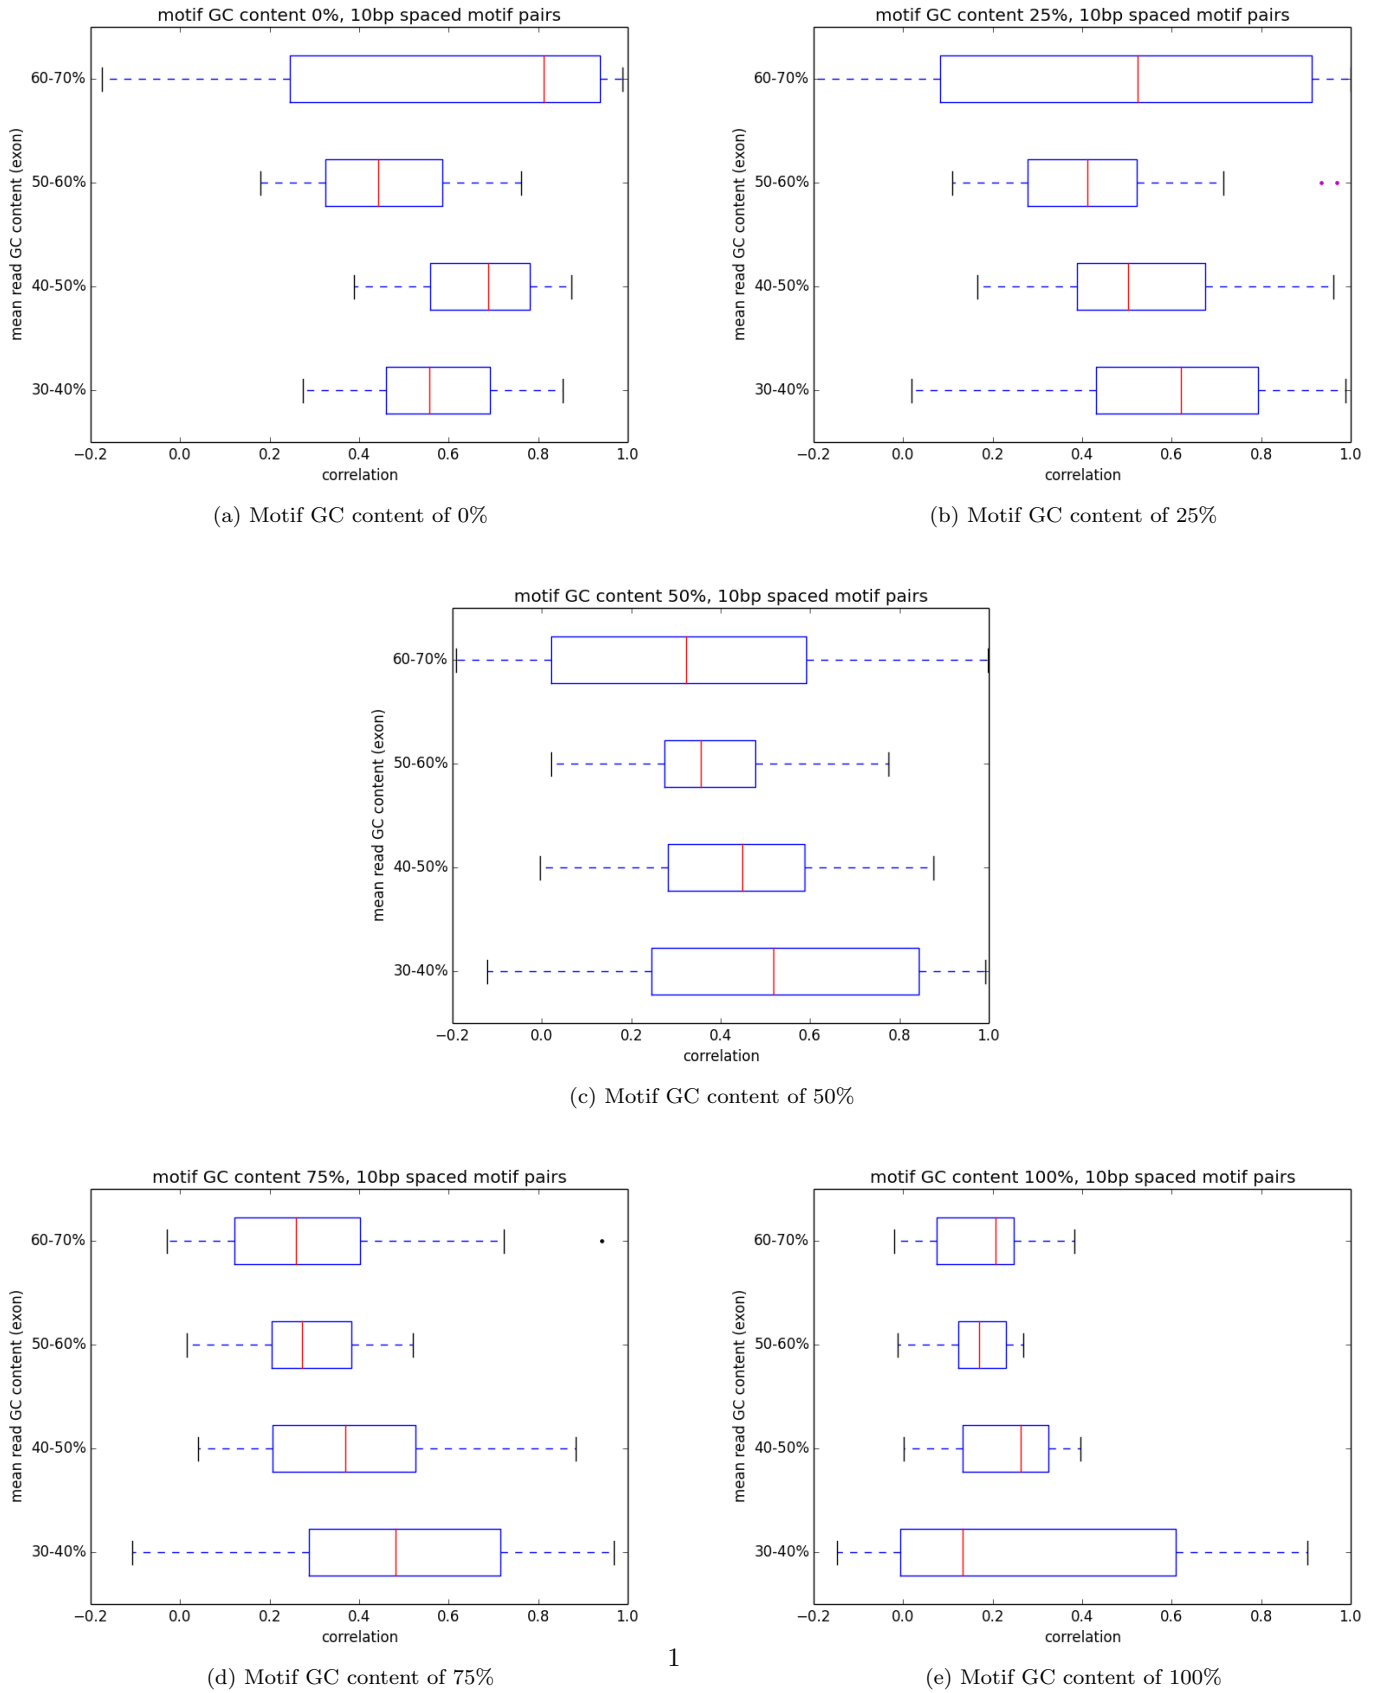 motif GC content 0%, 10bp spaced motif pairs
mean read GC content (exon)
60-70%
50-60%
40-50%
30-40%
−0.2 0.0 0.2 0.4 0.6 0.8 1.0
correlation
(a) Motif GC content of 0%
motif GC content 25%, 10bp spaced motif pairs
mean read GC content (exon)
60-70%
50-60%
40-50%
30-40%
−0.2 0.0 0.2 0.4 0.6 0.8 1.0
correlation
(b) Motif GC content of 25%
motif GC content 50%, 10bp spaced motif pairs
mean read GC content (exon)
60-70%
50-60%
40-50%
30-40%
−0.2 0.0 0.2 0.4 0.6 0.8 1.0
correlation
(c) Motif GC content of 50%
motif GC content 75%, 10bp spaced motif pairs
mean read GC content (exon)
60-70%
50-60%
40-50%
30-40%
−0.2 0.0 0.2 0.4 0.6 0.8 1.0
correlation
(d) Motif GC content of 75%
motif GC content 100%, 10bp spaced motif pairs
mean read GC content (exon)
60-70%
50-60%
40-50%
30-40%
−0.2 0.0 0.2 0.4 0.6 0.8 1.0
correlation
(e) Motif GC content of 100%
1